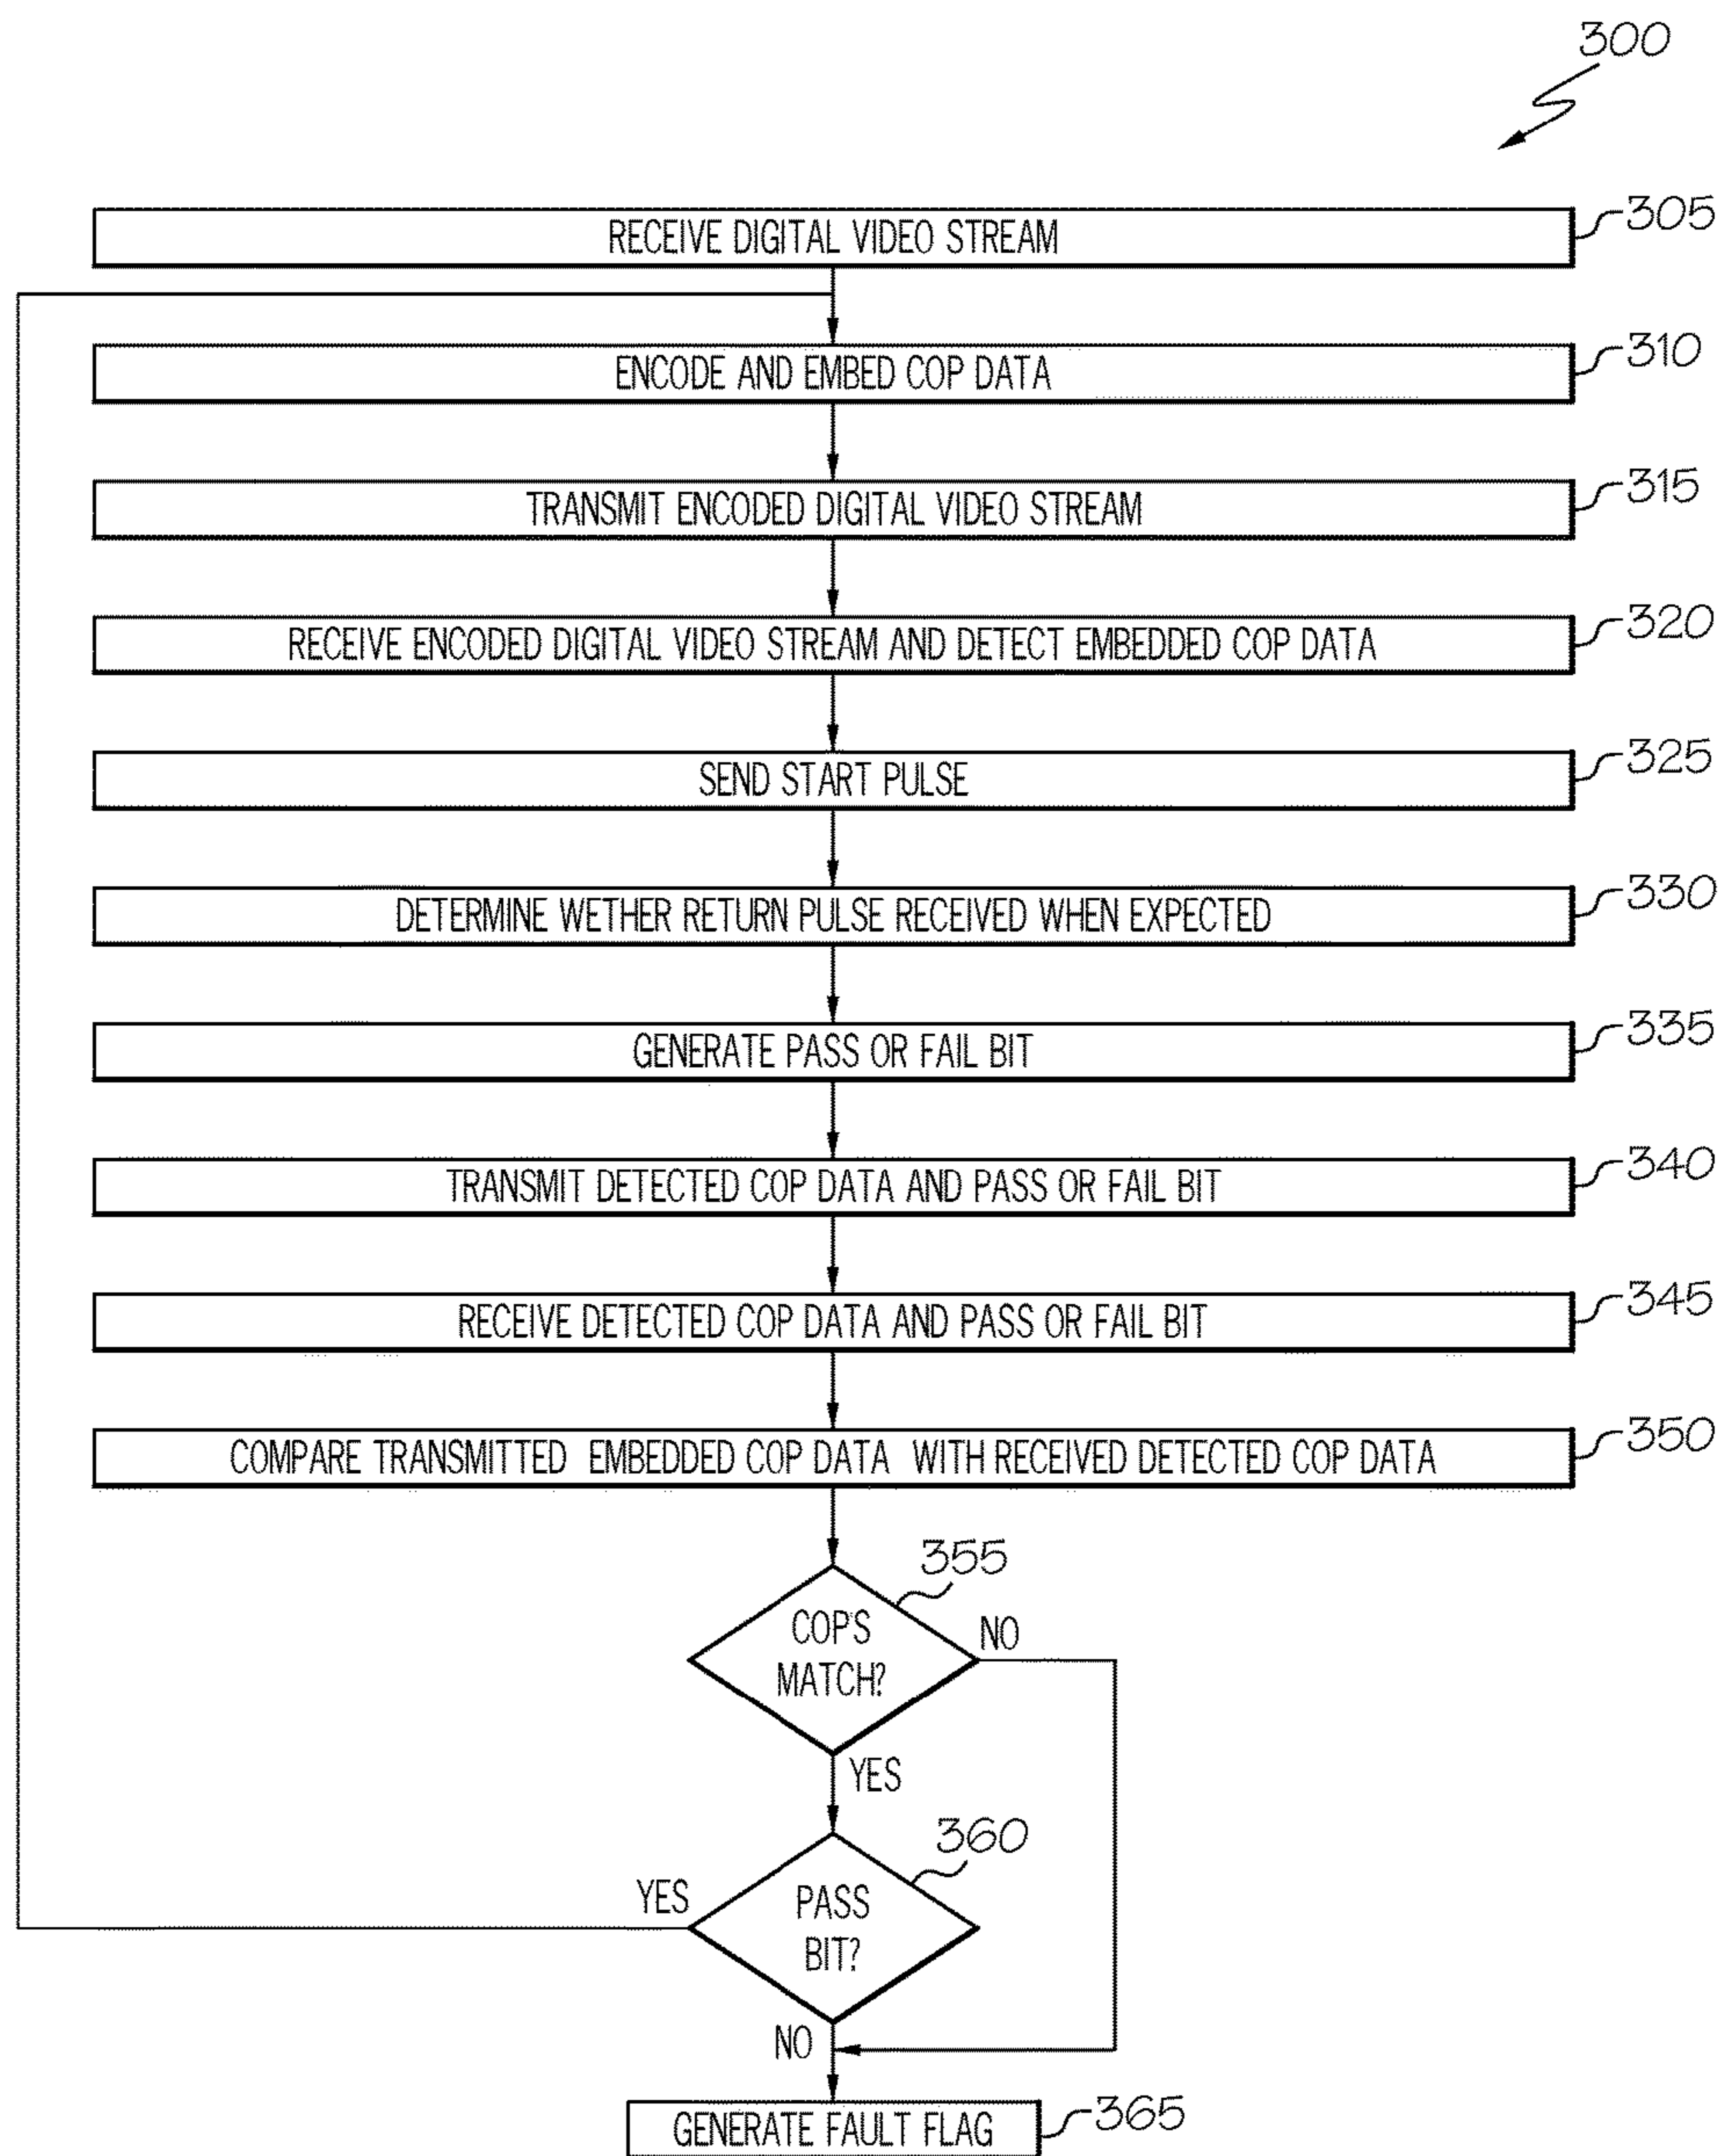 300
RECEIVE DIGITAL VIDEO STREAM
305
ENCODE AND EMBED COP DATA
310
TRANSMIT ENCODED DIGITAL VIDEO STREAM
315
RECEIVE ENCODED DIGITAL VIDEO STREAM AND DETECT EMBEDDED COP DATA
320
SEND START PULSE
325
DETERMINE WETHER RETURN PULSE RECEIVED WHEN EXPECTED
330
GENERATE PASS OR FAIL BIT
335
TRANSMIT DETECTED COP DATA AND PASS OR FAIL BIT
340
RECEIVE DETECTED COP DATA AND PASS OR FAIL BIT
345
COMPARE TRANSMITTED EMBEDDED COP DATA WITH RECEIVED DETECTED COP DATA
350
355
COP'S
MATCH?
NO
YES
360
YES
PASS
BIT?
NO
GENERATE FAULT FLAG
365